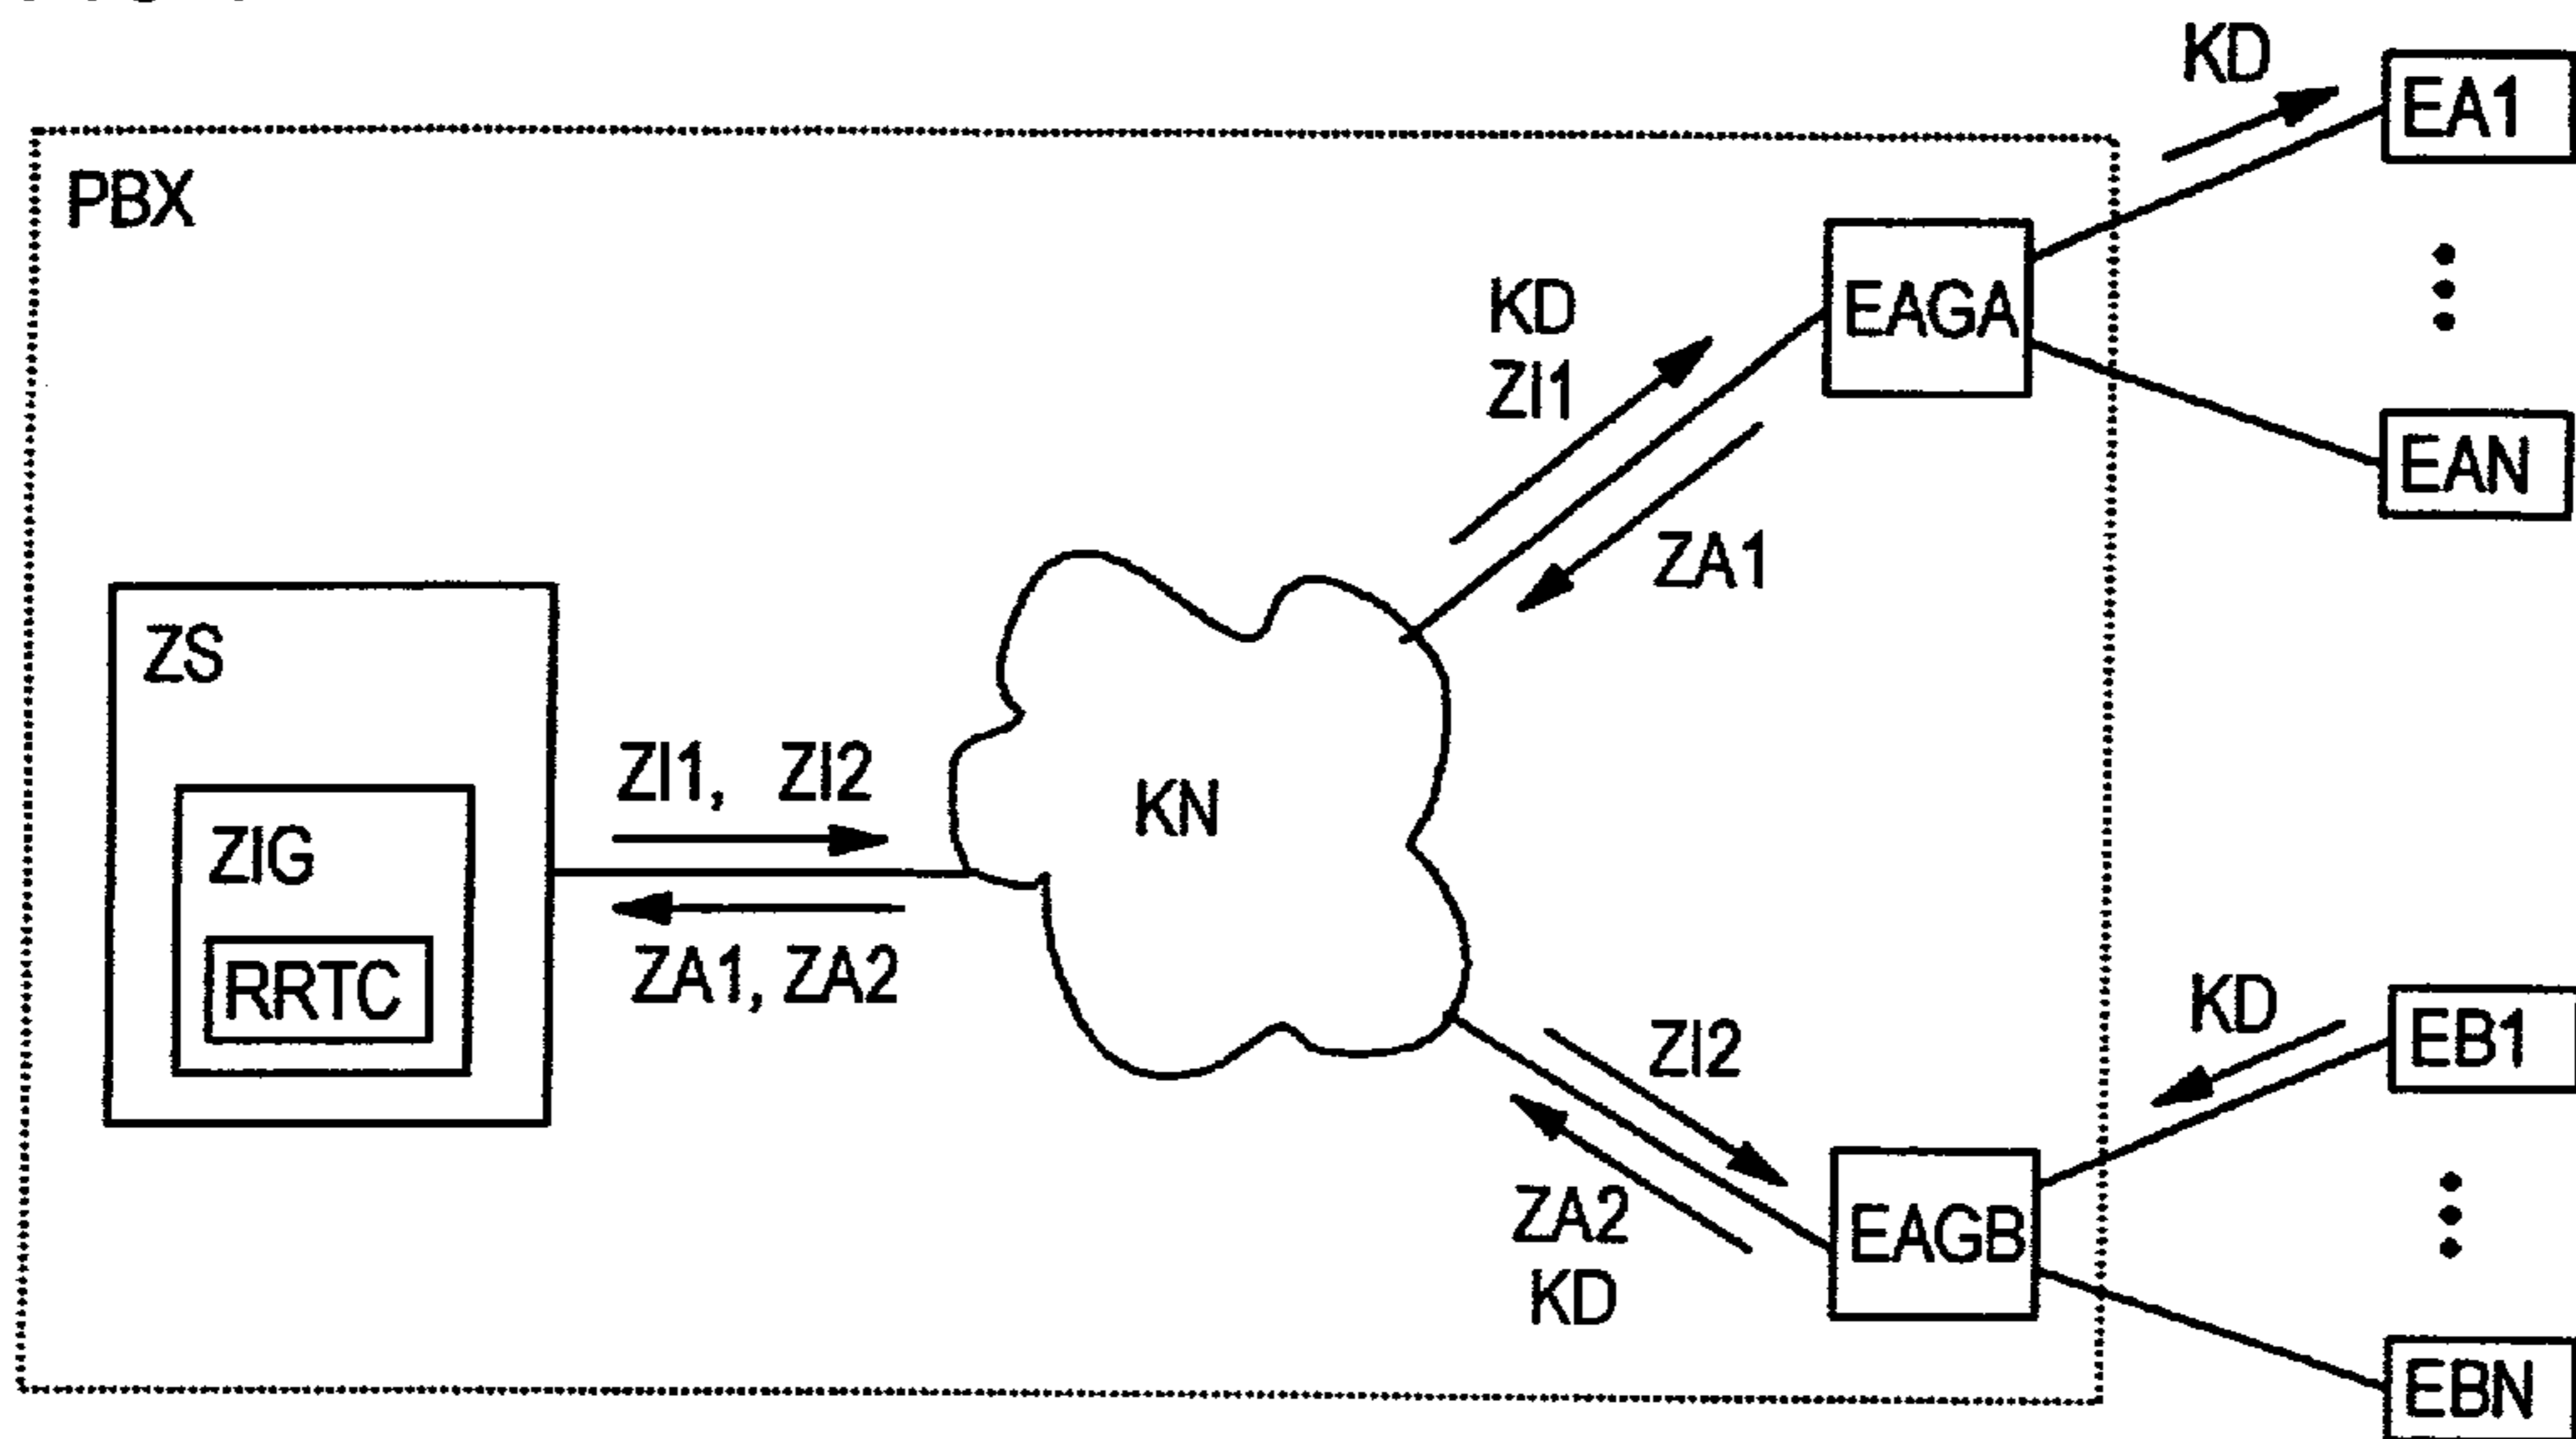 KD
EA1
PBX
EAGA
KD
ZI1
EAN
ZA1
ZS
ZI1, ZI2
KN
ZIG
RRTC
ZA1, ZA2
KD
EB1
ZI2
ZA2
KD
EAGB
EBN